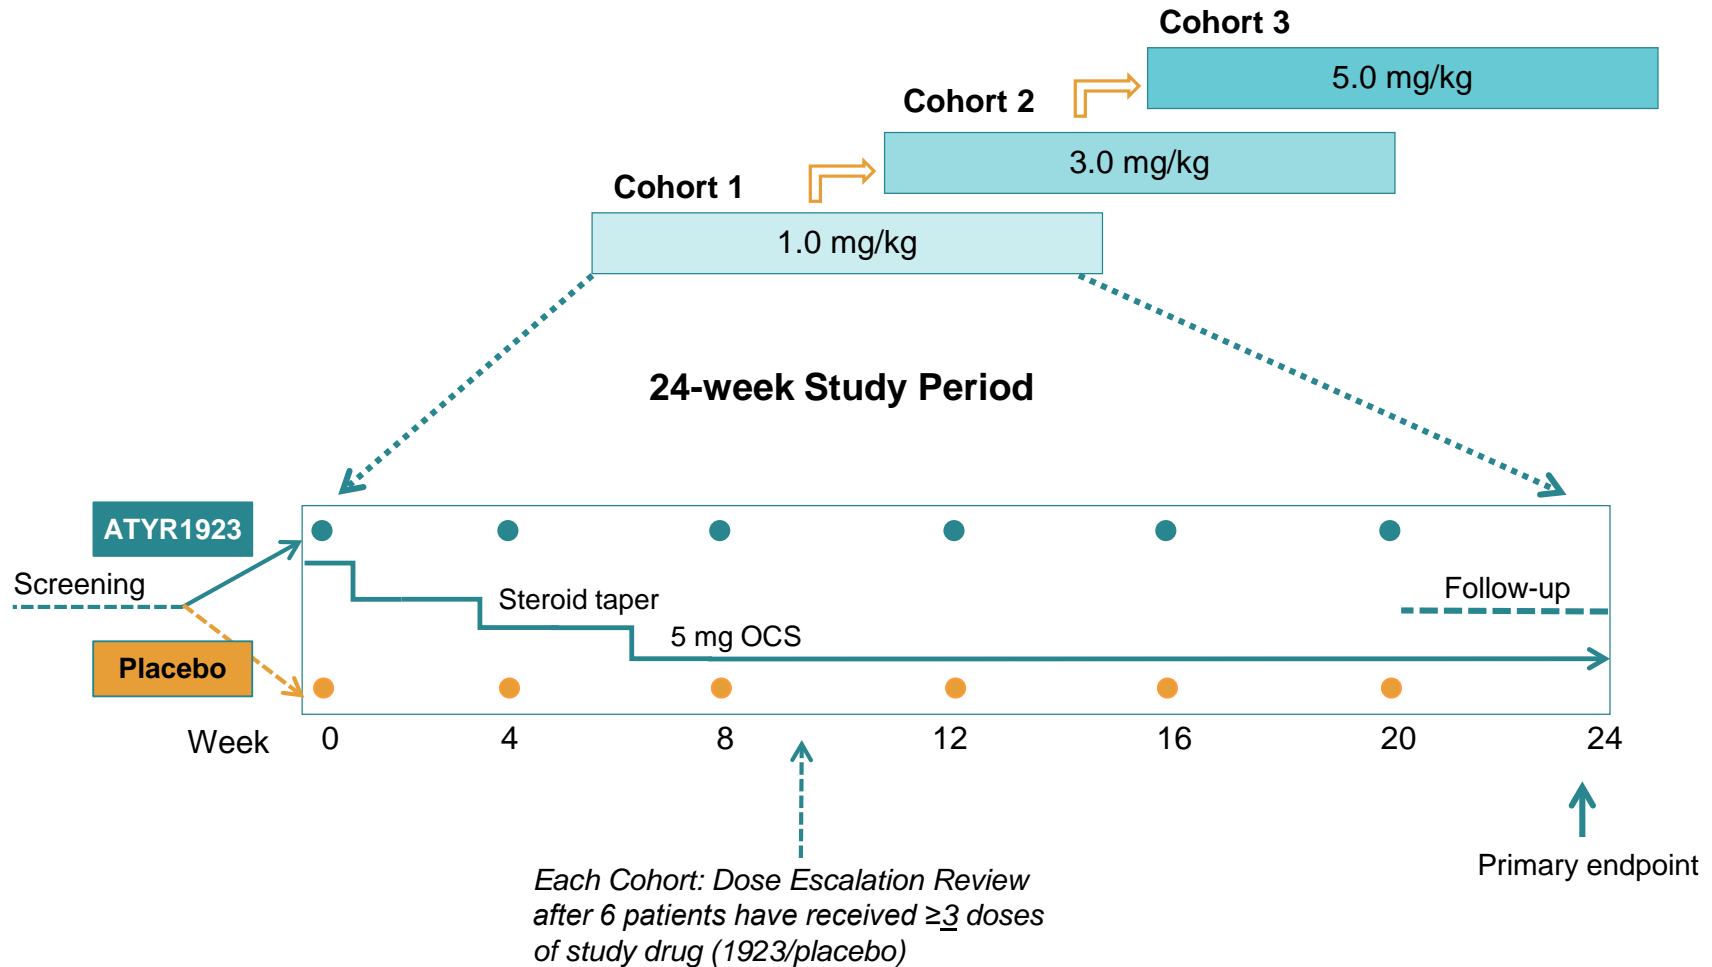 Cohort 3
5.0 mg/kg
Cohort 2
3.0 mg/kg
Cohort 1
1.0 mg/kg
24-week Study Period
ATYR1923
Screening
Placebo
Steroid taper
5 mg OCS
Follow-up
Week 0 4 8 12 16 20 24
Each Cohort: Dose Escalation Review
after 6 patients have received ≥3 doses
of study drug (1923/placebo)
Primary endpoint